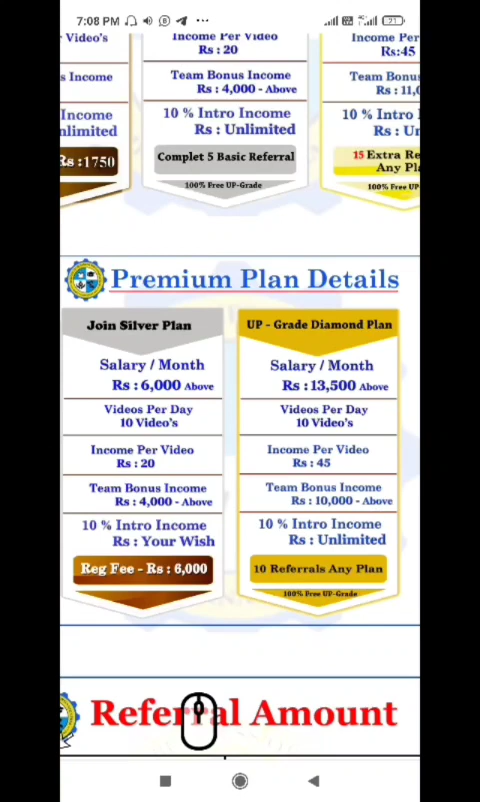 7:08 PM
21
Video's
Income Per Video
Rs : 20
Income Per
Rs:45
s Income
Team Bonus Income
Rs : 4,000 - Above
Team Bonu
Rs : 11,0
Income
nlimited
10 % Intro Income
Rs : Unlimited
10 % Intro
Rs : Un
Rs :1750
Complet 5 Basic Referral
100% Free UP-Grade
15 Extra Re
Any Pla
100% Free UP
Premium Plan Details
Join Silver Plan
Salary / Month
Rs : 6,000 Above
Videos Per Day
10 Video's
Income Per Video
Rs : 20
Team Bonus Income
Rs : 4,000 - Above
10 % Intro Income
Rs : Your Wish
Reg Fee - Rs : 6,000
UP - Grade Diamond Plan
Salary / Month
Rs : 13,500 Above
Videos Per Day
10 Video's
Income Per Video
Rs : 45
Team Bonus Income
Rs : 10,000 - Above
10 % Intro Income
Rs : Unlimited
10 Referrals Any Plan
100% Free UP-Grade
Referral Amount